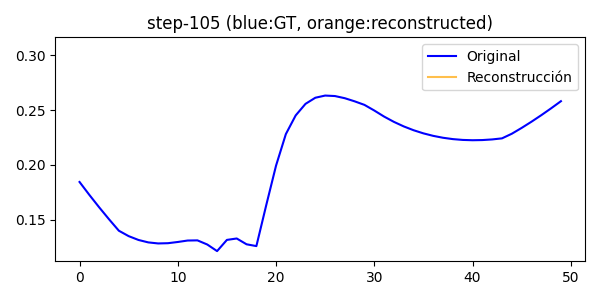 step-105 (blue:GT, orange:reconstructed)
0.30
0.25
0.20
0.15
Original
Reconstrucción
0 10 20 30 40 50